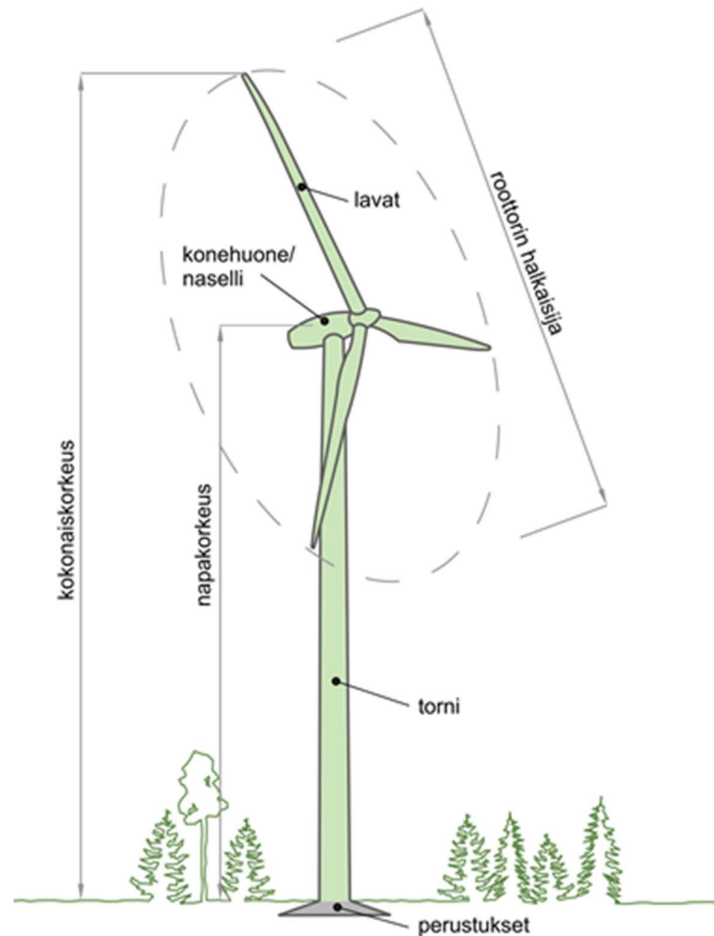 lavat
roottorin halkaisija
konehuone/
naselli
kokonaiskorkeus
napakorkeus
torni
perustukset